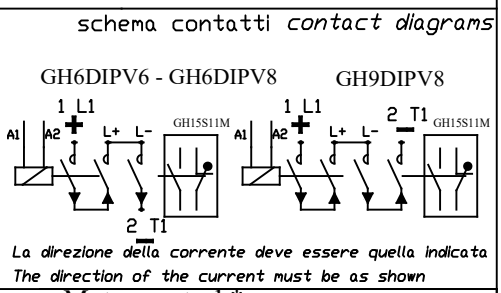 schema contatti contact diagrams
GH6DIPV6 - GH6DIPV8
GH9DIPV8
1 L1
A1 A2 L+ L-
GH15S11M
2 T1
1 L1
A1 A2 L+ L-
2 T1
GH15S11M
La direzione della corrente deve essere quella indicata
The direction of the current must be as shown